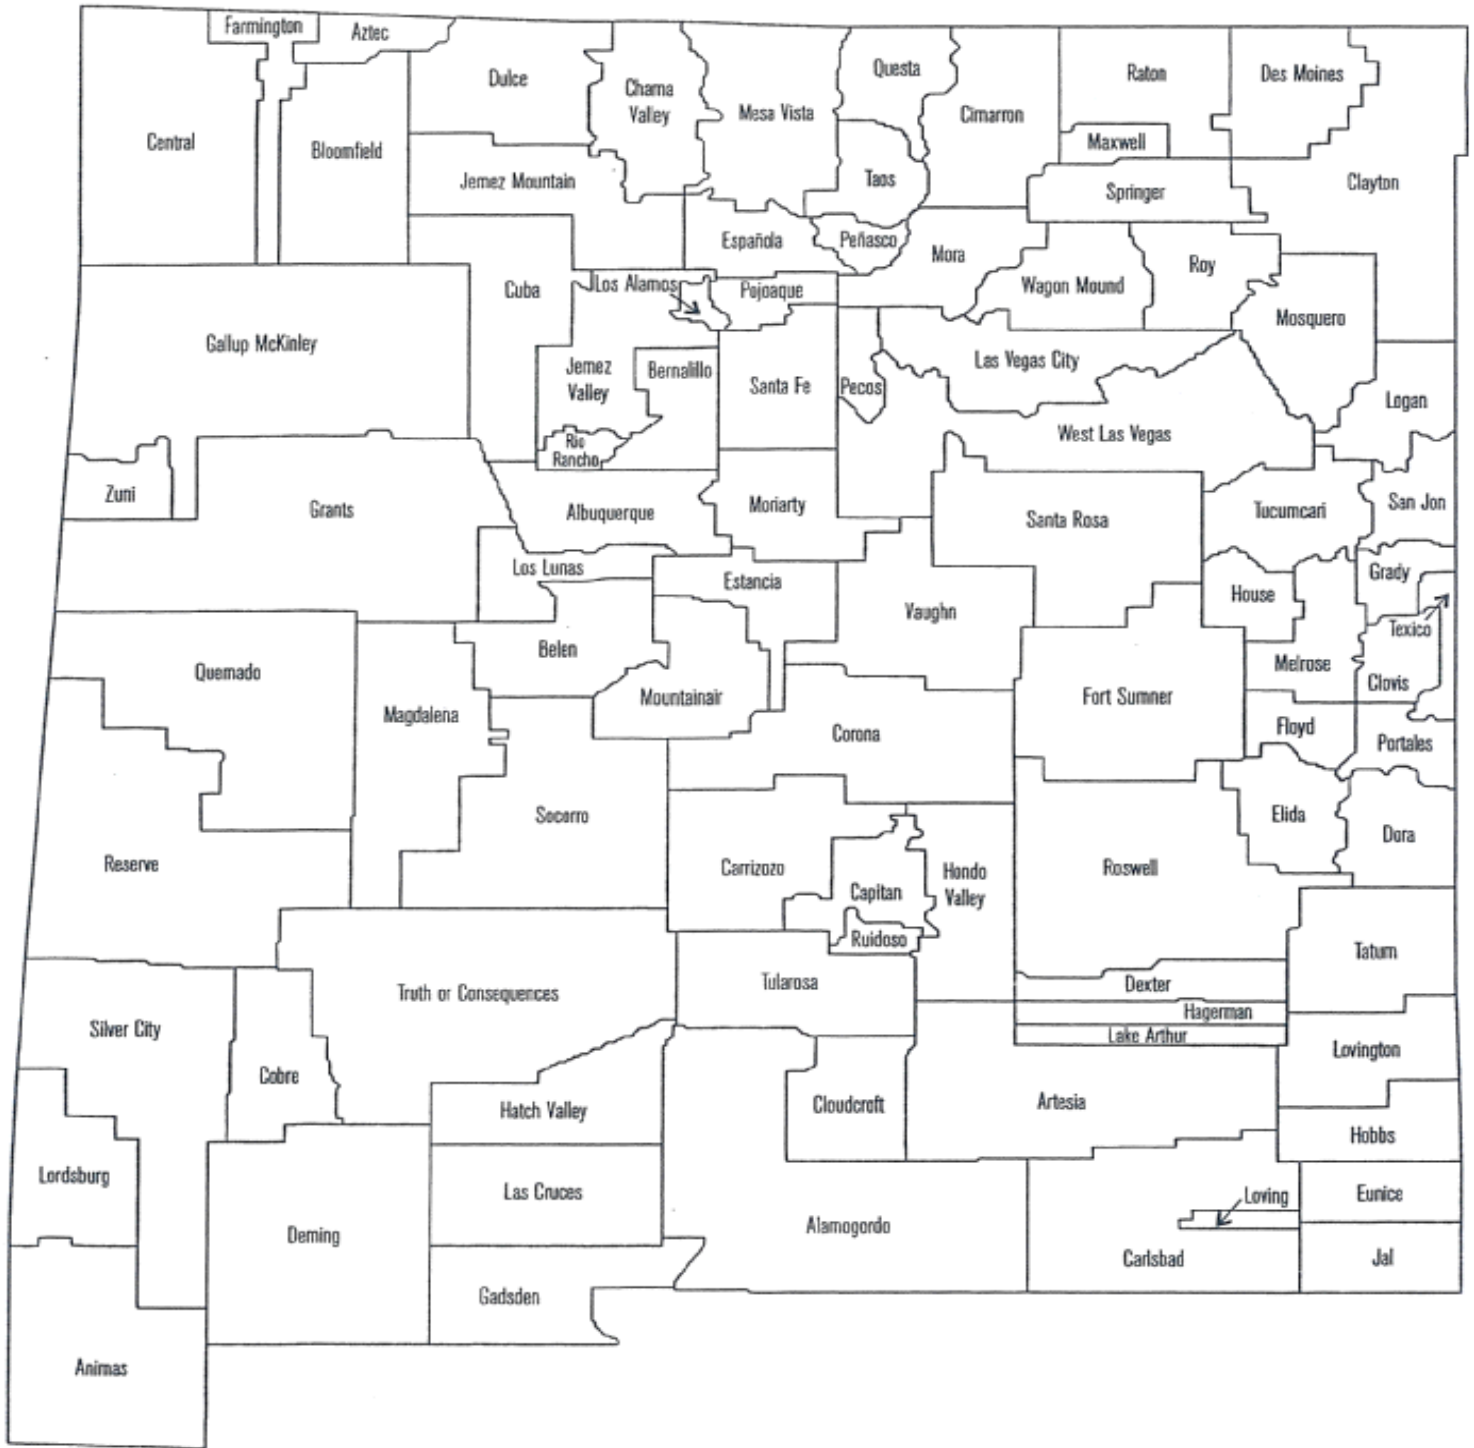 Farmington
Aztec
Dulce
Chama
Valley
Mesa Vista
Questa
Cimarron
Raton
Des Moines
Central
Bloomfield
Maxwell
Jemez Mountain
Taos
Springer
Clayton
Española
Peñasco
Mora
Cuba
Los Alamos
Pojoaque
Wagon Mound
Roy
Mosquero
Gallup McKinley
Jemez
Valley
Bernalillo
Santa Fe
Pecos
Las Vegas City
Logan
Rio
Rancho
West Las Vegas
Zuni
Grants
Albuquerque
Moriarty
Santa Rosa
Tucumcari
San Jon
Los Lunas
Estancia
Vaughn
House
Grady
Texico
Belen
Quemado
Mountainair
Magdalena
Fort Sumner
Melrose
Clovis
Corona
Floyd
Portales
Socorro
Reserve
Carrizozo
Capitan
Hondo
Valley
Roswell
Elida
Dora
Ruidoso
Tatum
Truth or Consequences
Tularosa
Dexter
Hagerman
Lake Arthur
Silver City
Cobre
Lovington
Hatch Valley
Cloudcroft
Artesia
Hobbs
Lordsburg
Las Cruces
Loving
Eunice
Deming
Alamogordo
Carlsbad
Jal
Gadsden
Animas